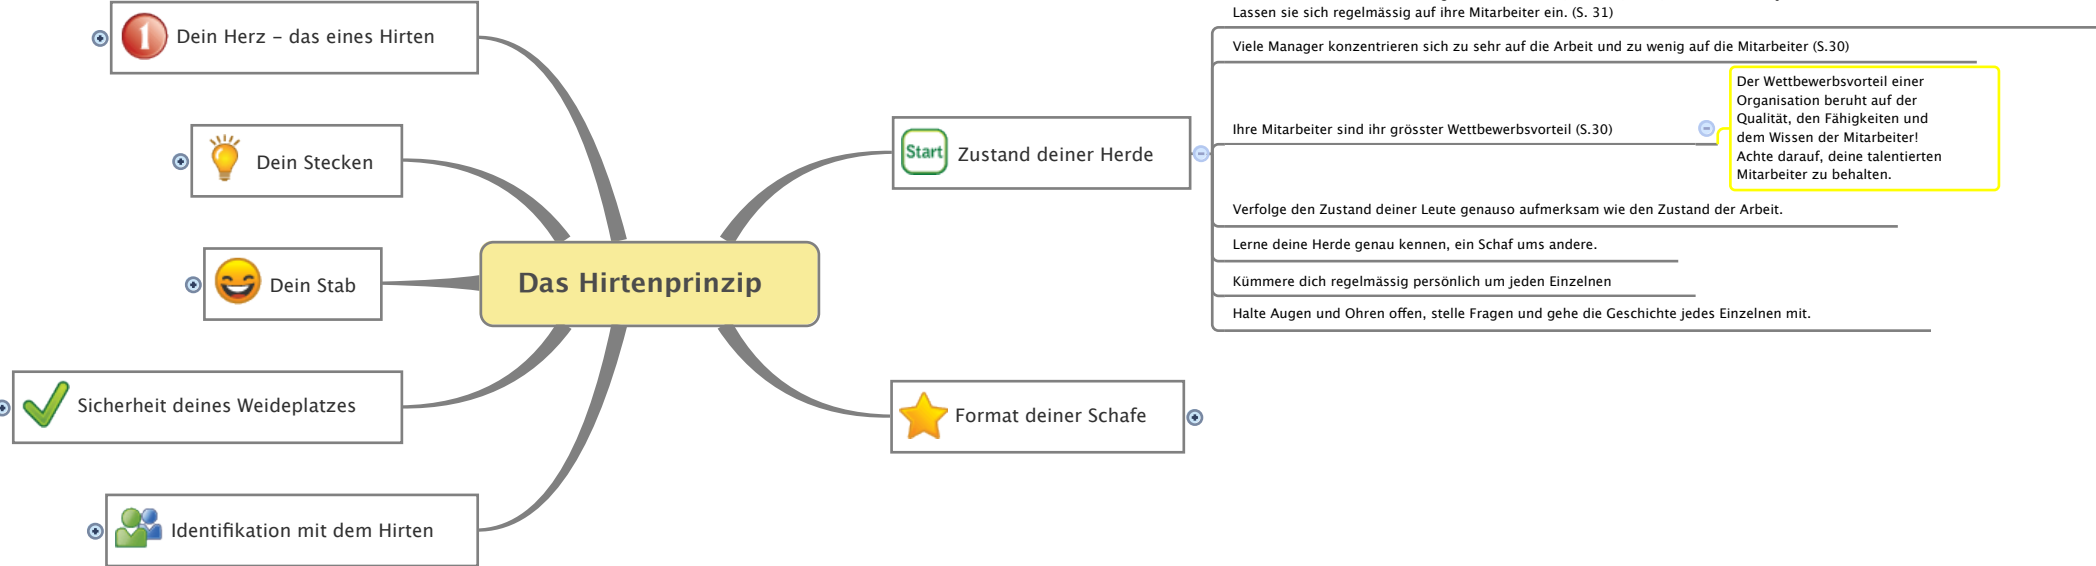 Lassen sie sich regelmässig auf ihre Mitarbeiter ein. (S. 31)
1
Dein Herz – das eines Hirten
Viele Manager konzentrieren sich zu sehr auf die Arbeit und zu wenig auf die Mitarbeiter (S.30)
Dein Stecken
Start
Zustand deiner Herde
Ihre Mitarbeiter sind ihr grösster Wettbewerbsvorteil (S.30)
Der Wettbewerbsvorteil einer
Organisation beruht auf der
Qualität, den Fähigkeiten und
dem Wissen der Mitarbeiter!
Achte darauf, deine talentierten
Mitarbeiter zu behalten.
Verfolge den Zustand deiner Leute genauso aufmerksam wie den Zustand der Arbeit.
Lerne deine Herde genau kennen, ein Schaf ums andere.
Kümmere dich regelmässig persönlich um jeden Einzelnen
Halte Augen und Ohren offen, stelle Fragen und gehe die Geschichte jedes Einzelnen mit.
Dein Stab
Das Hirtenprinzip
Sicherheit deines Weideplatzes
Format deiner Schafe
Identifikation mit dem Hirten